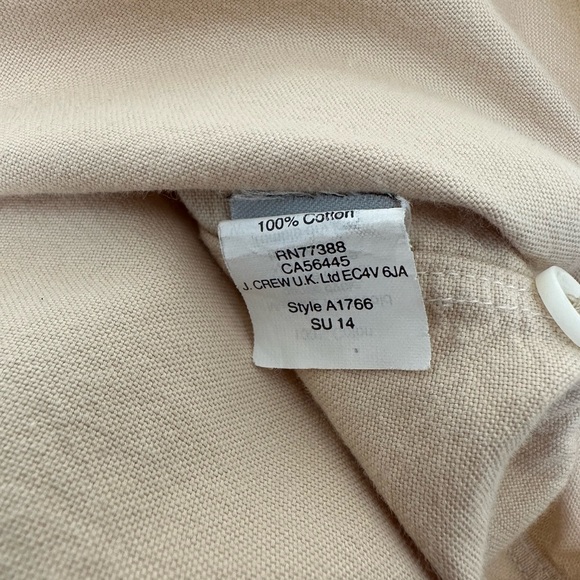 100% Cotton
RN77388
CA56445
J. CREW U.K. Ltd EC4V 6JA
Style A1766
SU 14